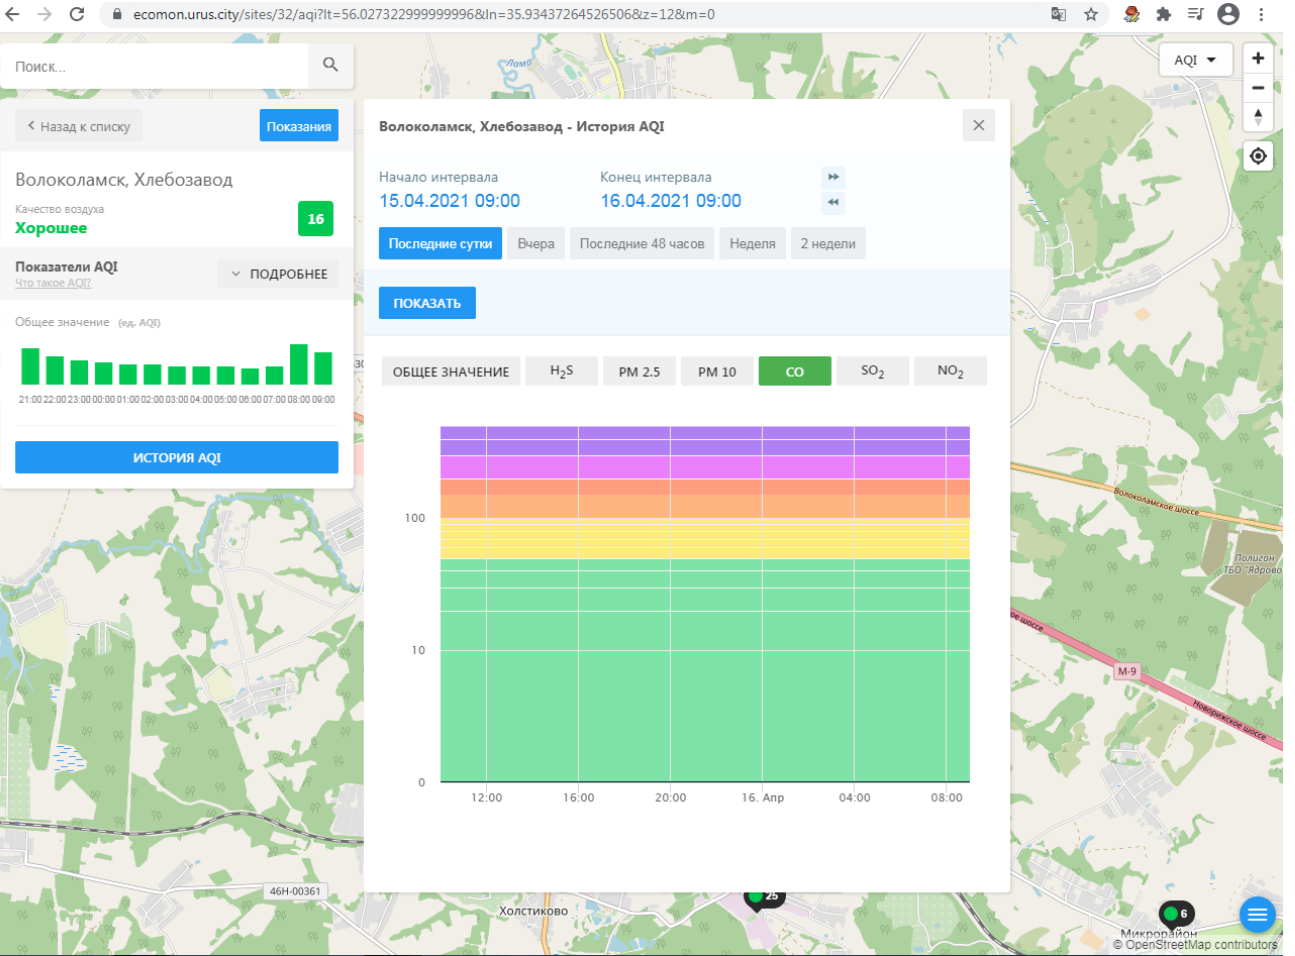 ecomon.urus.city/sites/32/aqi?lt=56.027322999999996&ln=35.93437264526506&z=12&m=0
Поиск...
AQI
Лама
Назад к списку
Показания
Волоколамск, Хлебозавод - История AQI
Волоколамск, Хлебозавод
Качество воздуха
Хорошее
16
Начало интервала
Конец интервала
15.04.2021 09:00
16.04.2021 09:00
Последние сутки
Вчера
Последние 48 часов
Неделя
2 недели
Показатели AQI
Что такое AQI?
ПОДРОБНЕЕ
ПОКАЗАТЬ
Общее значение (ед. AQI)
21:00 22:00 23:00 00:00 01:00 02:00 03:00 04:00 05:00 06:00 07:00 08:00 09:00
ИСТОРИЯ AQI
ОБЩЕЕ ЗНАЧЕНИЕ
H2S
PM 2.5
PM 10
CO
SO2
NO2
100
10
0
12:00
16:00
20:00
16. Апр
04:00
08:00
Волоколамское шоссе
Полигон
ТБО "Ядрово
М-9
Новорижское шоссе
46Н-00361
Холстиково
25
6
Микрорайон
© OpenStreetMap contributors